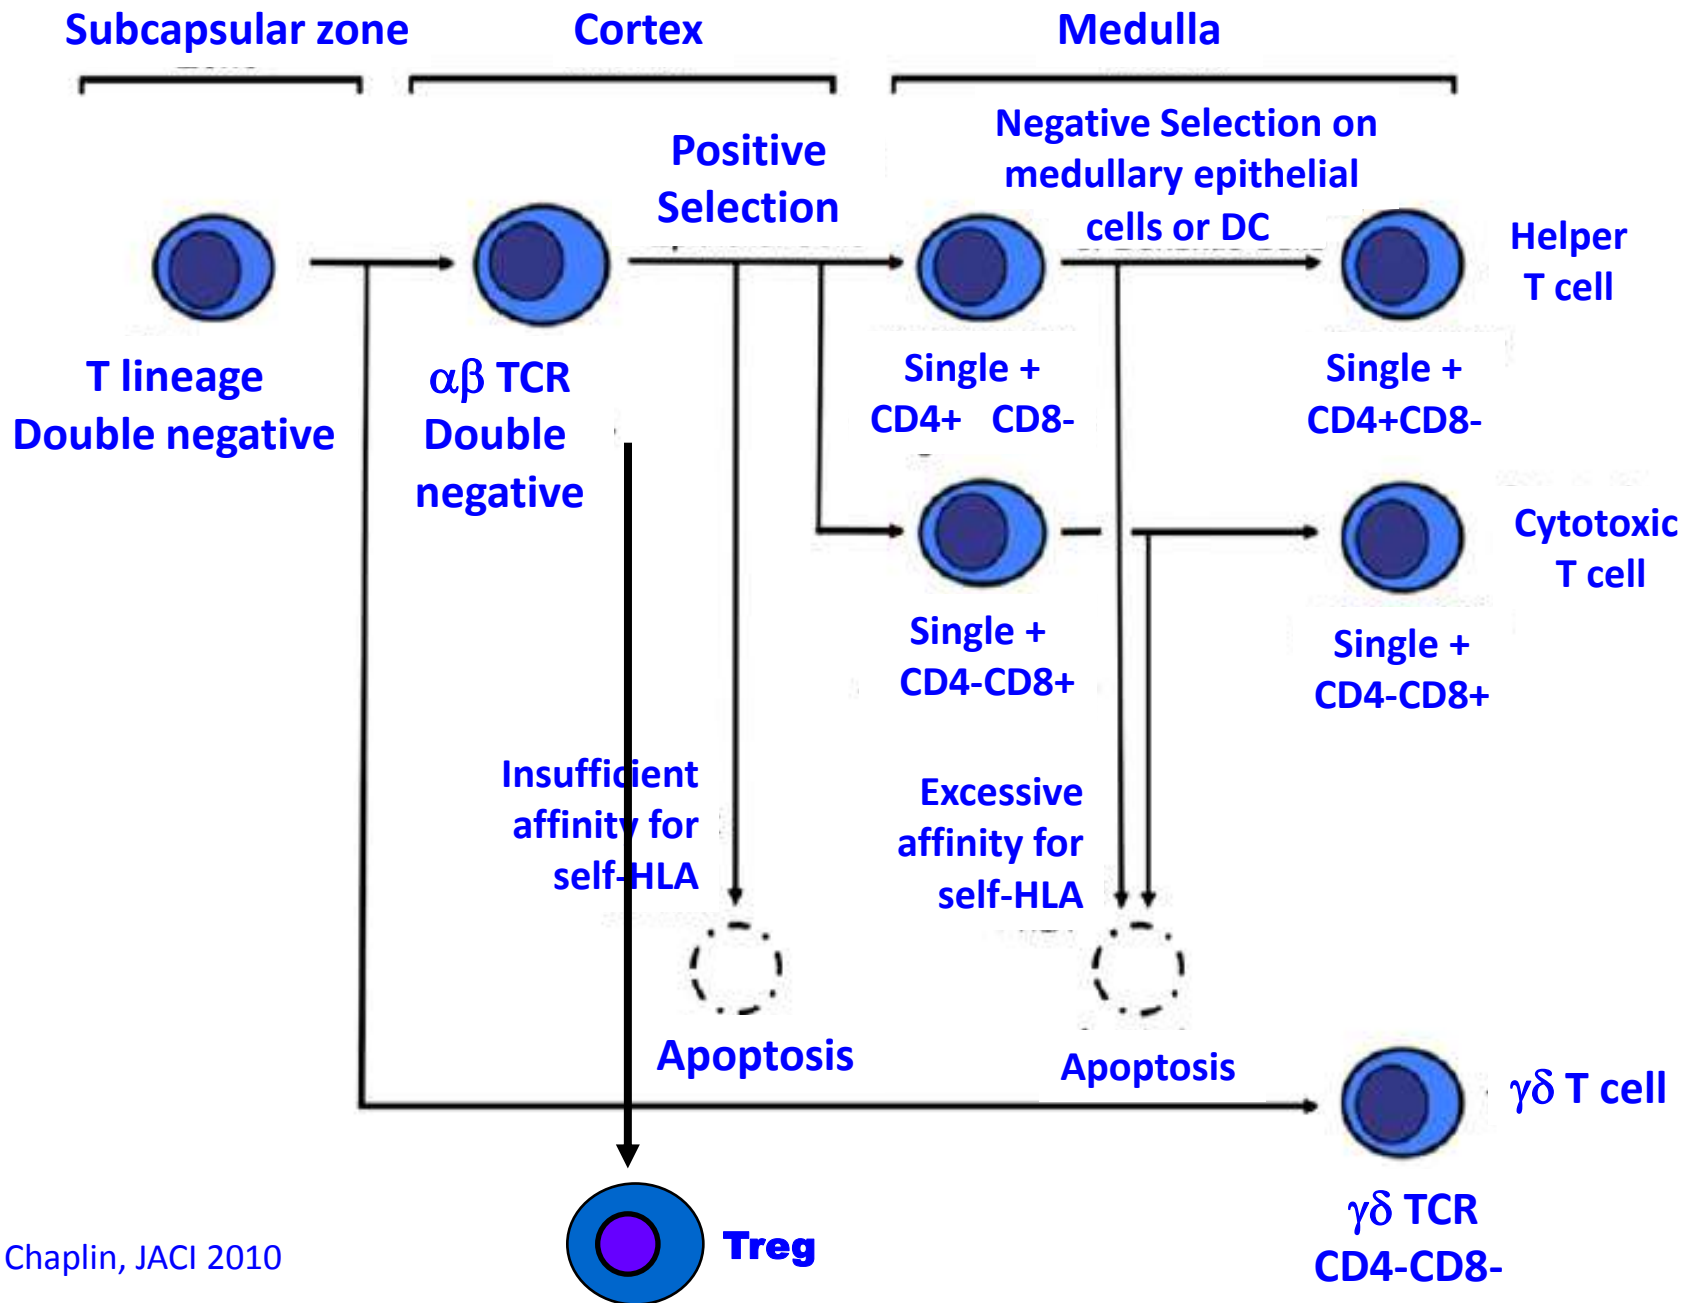 Subcapsular zone
Cortex
Medulla
Positive
Selection
Negative Selection on
medullary epithelial
cells or DC
Helper
T cell
T lineage
Double negative
αβ TCR
Double
negative
Single +
CD4+ CD8-
Single +
CD4+CD8-
Cytotoxic
T cell
Single +
CD4-CD8+
Single +
CD4-CD8+
Insufficient
affinity for
self-HLA
Excessive
affinity for
self-HLA
Apoptosis
Apoptosis
γδ T cell
γδ TCR
CD4-CD8-
Treg
Chaplin, JACI 2010